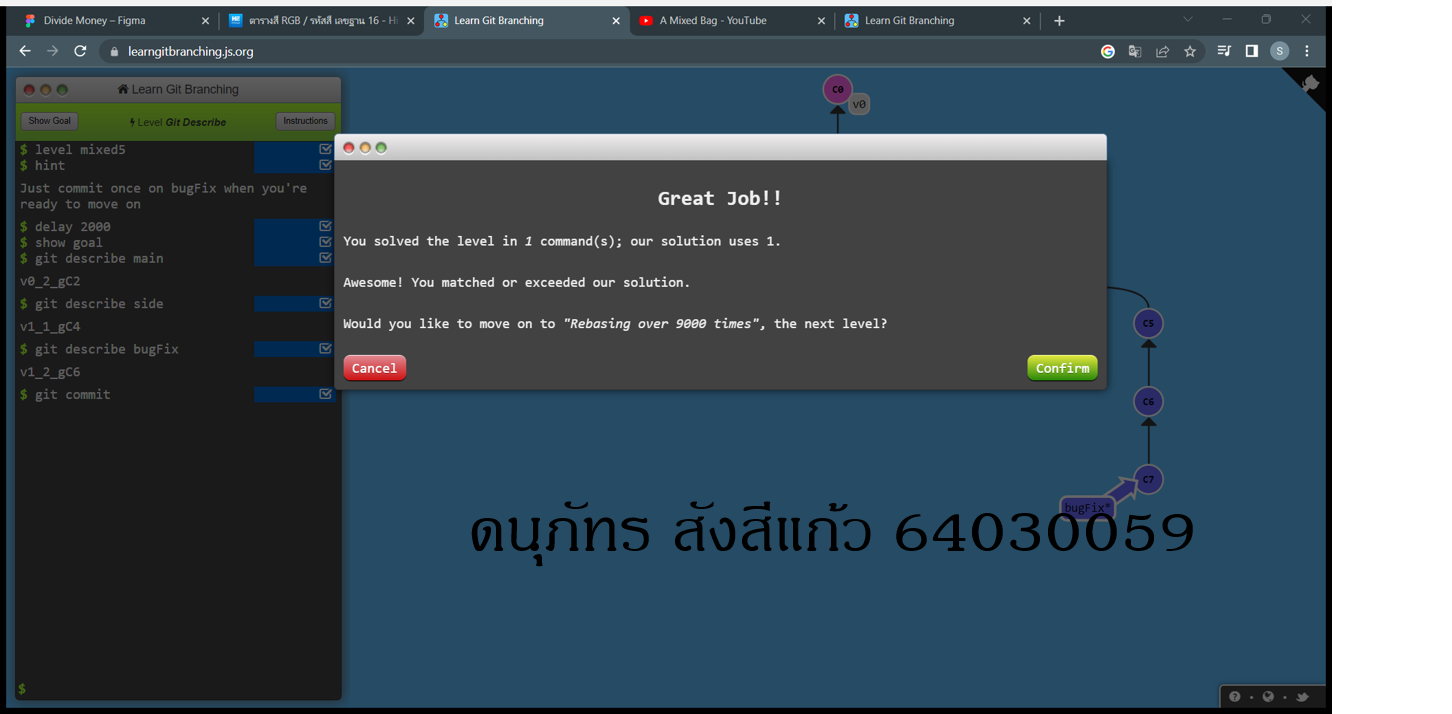 Divide Money – Figma
ตารางสี RGB / รหัสสี เลขฐาน 16 - Hi
Learn Git Branching
A Mixed Bag - YouTube
Learn Git Branching
learngitbranching.js.org
S
Learn Git Branching
Show Goal
Level Git Describe
Instructions
$ level mixed5
$ hint
Just commit once on bugFix when you're
ready to move on
$ delay 2000
$ show goal
$ git describe main
v0_2_gC2
$ git describe side
v1_1_gC4
$ git describe bugFix
v1_2_gC6
$ git commit
$
C0
v0
Great Job!!
You solved the level in 1 command(s); our solution uses 1.
Awesome! You matched or exceeded our solution.
Would you like to move on to "Rebasing over 9000 times", the next level?
Cancel
Confirm
C5
C6
C7
bugFix*
ดนุภัทร สังสีแก้ว 64030059